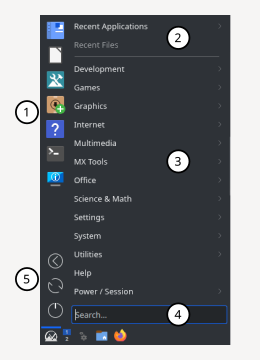 Recent Applications
2
Recent Files
Development
Games
1
Graphics
Internet
Multimedia
MX Tools
3
Office
Science & Math
Settings
System
Utilities
5
Help
Power / Session
Search...
4
1
2